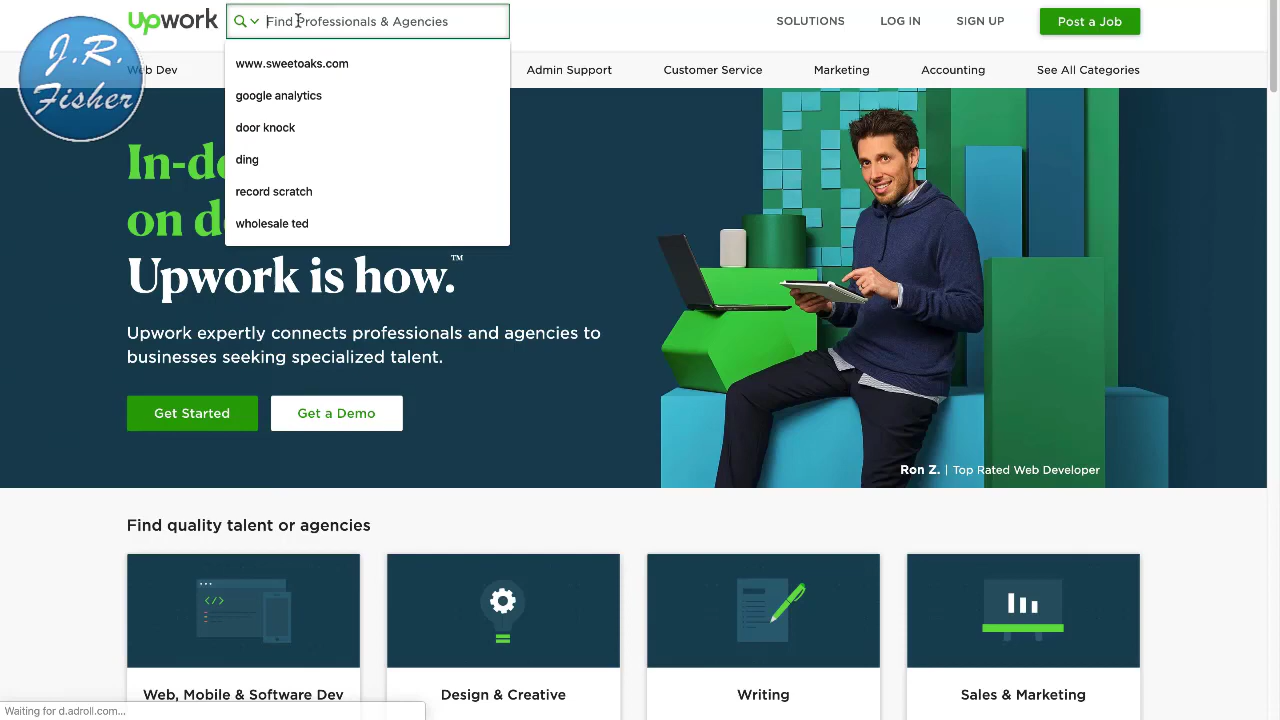 upwork
Find Professionals & Agencies
SOLUTIONS
LOG IN
SIGN UP
Post a Job
J.R.
Fisher
Web Dev
Admin Support
Customer Service
Marketing
Accounting
See All Categories
www.sweetoaks.com
google analytics
door knock
ding
record scratch
wholesale ted
In-de
on d
Upwork is how.™
Upwork expertly connects professionals and agencies to
businesses seeking specialized talent.
Get Started
Get a Demo
Ron Z. | Top Rated Web Developer
Find quality talent or agencies
</>
Web, Mobile & Software Dev
Design & Creative
Writing
Sales & Marketing
Waiting for d.adroll.com...